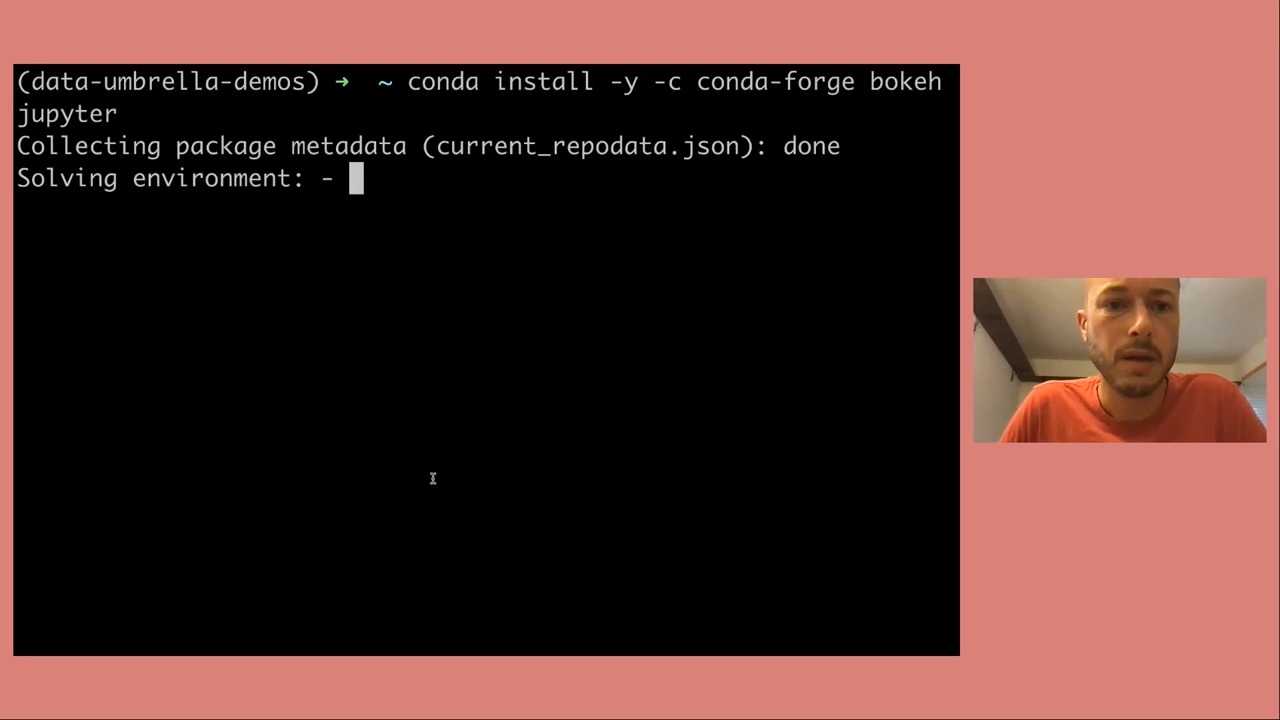 (data-umbrella-demos) ➜ ~ conda install -y -c conda-forge bokeh
jupyter
Collecting package metadata (current_repodata.json): done
Solving environment: -